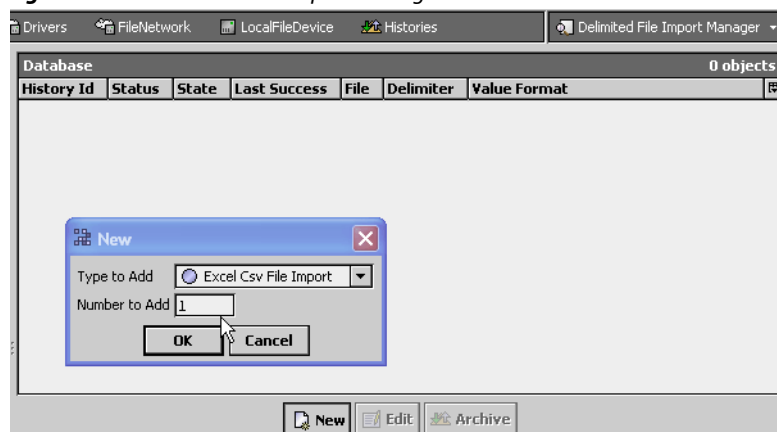 Drivers FileNetwork LocalFileDevice Histories Delimited File Import Manager
Database 0 objects
History Id Status State Last Success File Delimiter Value Format
New
Type to Add Excel Csv File Import
Number to Add 1
OK Cancel
New Edit Archive